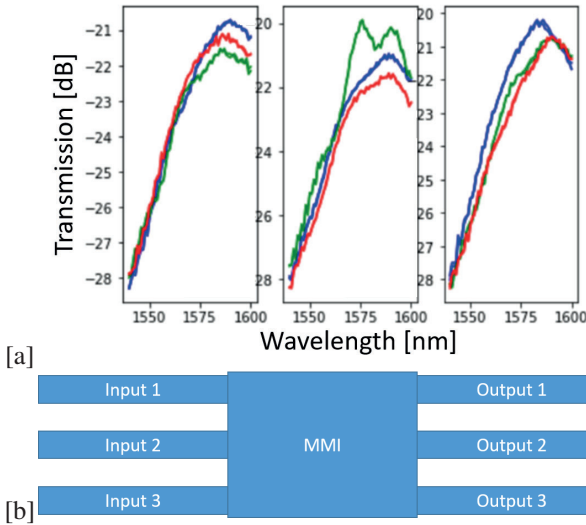 Transmission [dB]
−21
−22
−23
−24
−25
−26
−27
−28
20
22
24
26
28
20
21
22
23
24
25
26
27
28
1550
1575
1600
1550
1575
1600
1550
1575
1600
Wavelength [nm]
[a]
Input 1
Output 1
Input 2
MMI
Output 2
[b]
Input 3
Output 3